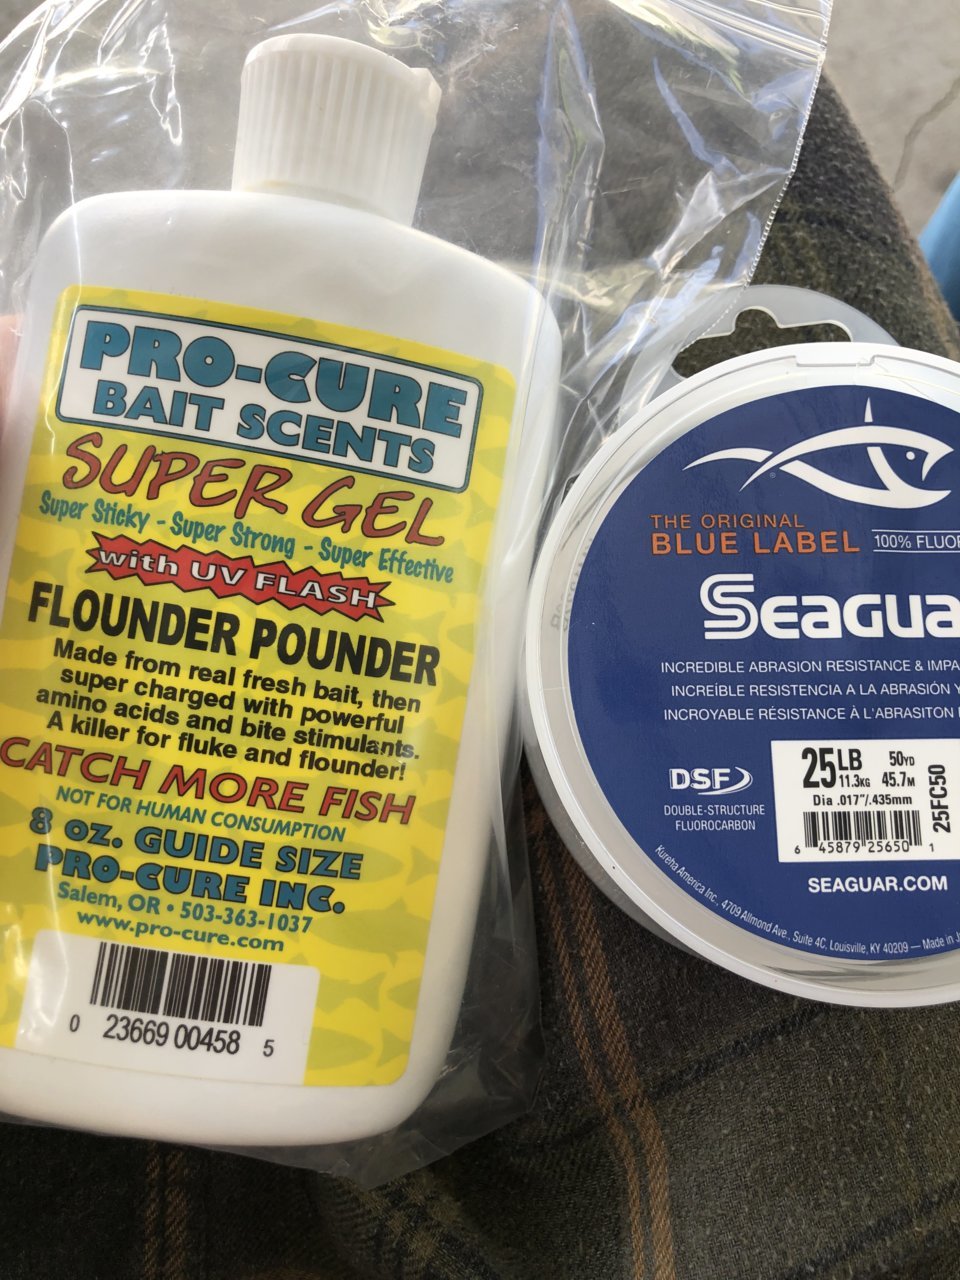 PRO-CURE
BAIT SCENTS
SUPER GEL
Super Sticky - Super Strong - Super Effective
with UV FLASH
FLOUNDER POUNDER
Made from real fresh bait, then
super charged with powerful
amino acids and bite stimulants.
A killer for fluke and flounder!
CATCH MORE FISH
NOT FOR HUMAN CONSUMPTION
8 oz. GUIDE SIZE
PRO-CURE INC.
Salem, OR • 503-363-1037
www.pro-cure.com
0 23669 00458 5
THE ORIGINAL
BLUE LABEL
100% FLUOR
SEAGUA
INCREDIBLE ABRASION RESISTANCE & IMPA
INCREÍBLE RESISTENCIA A LA ABRASIÓN Y
INCROYABLE RÉSISTANCE À L'ABRASITON
DSF
DOUBLE-STRUCTURE
FLUOROCARBON
25LB 50YD
11.3KG 45.7M
Dia .017"/.435mm
6 45879 25650 1
25FC50
SEAGUAR.COM
Kureha America Inc., 4709 Allmond Ave., Suite 4C, Louisville, KY 40209 — Made in